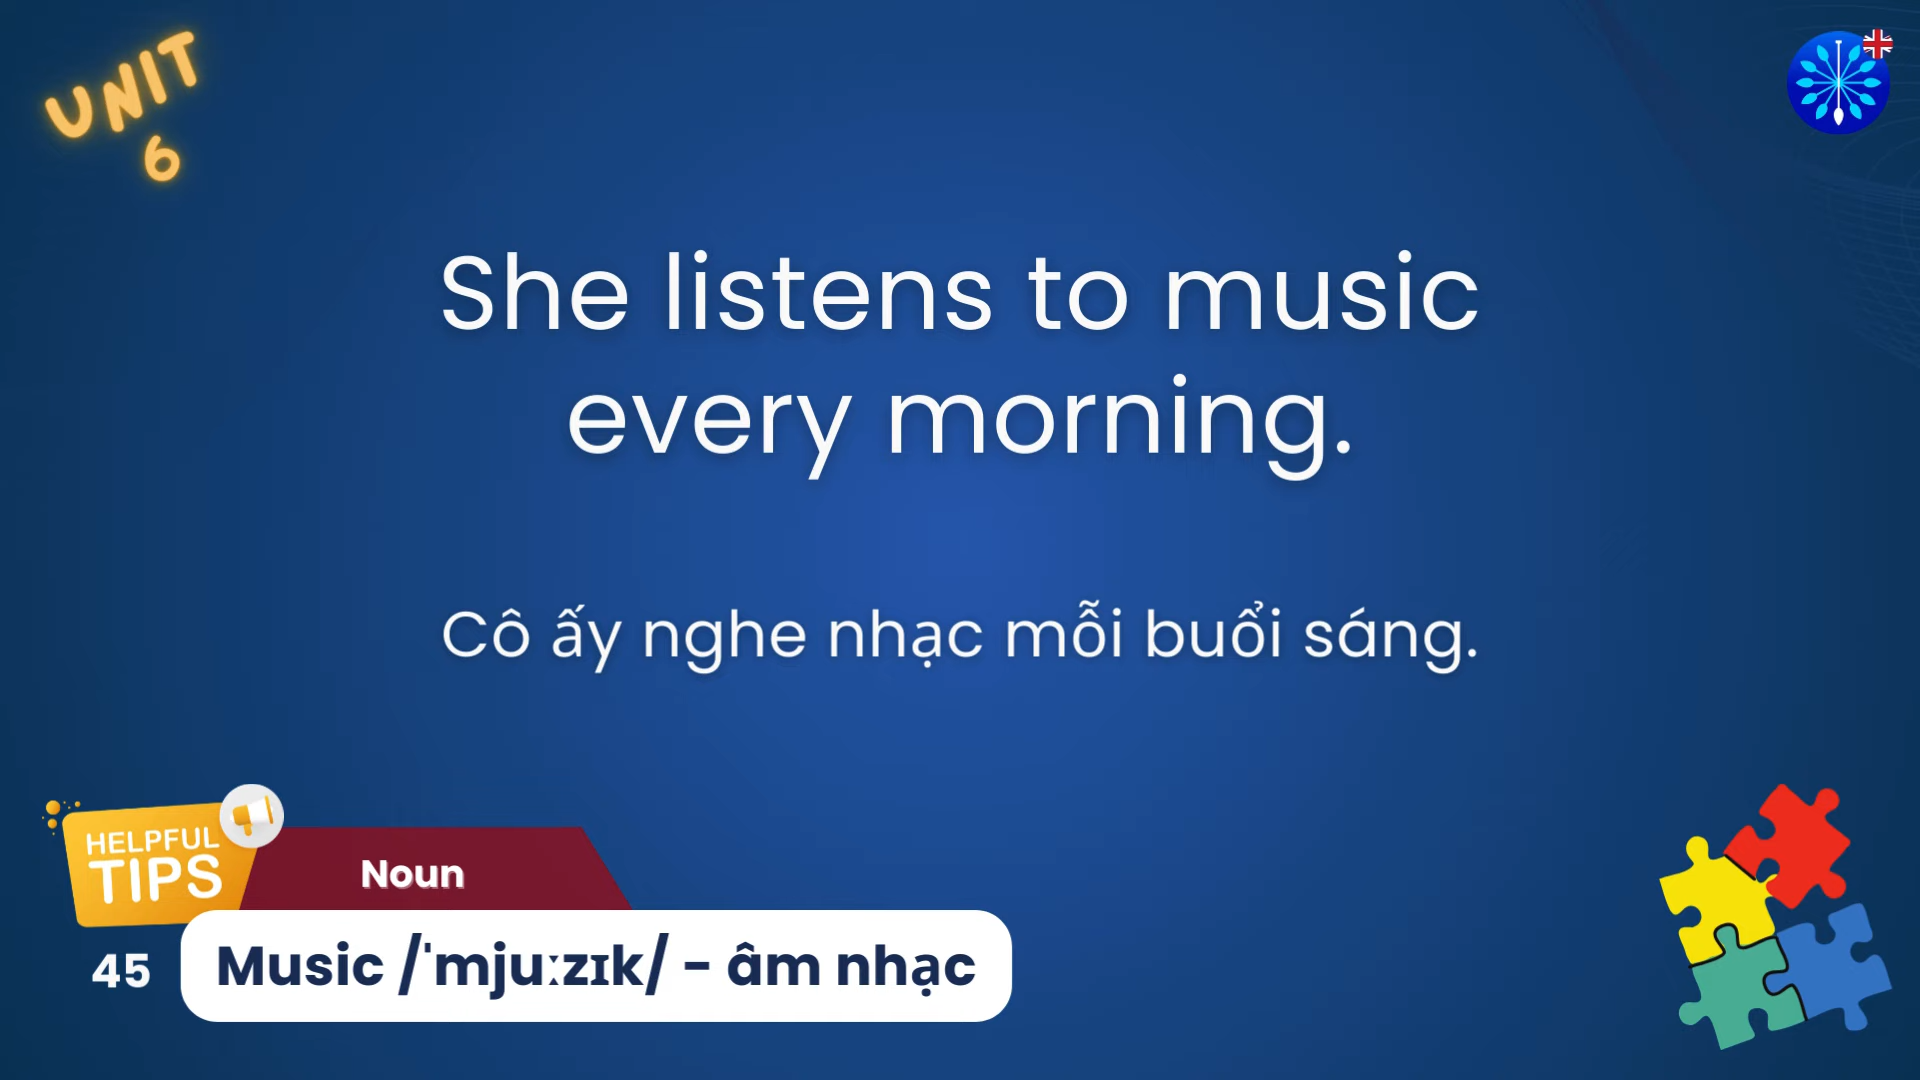 UNIT
6
She listens to music
every morning.
Cô ấy nghe nhạc mỗi buổi sáng.
HELPFUL
TIPS
Noun
45
Music /ˈmjuːzɪk/ - âm nhạc